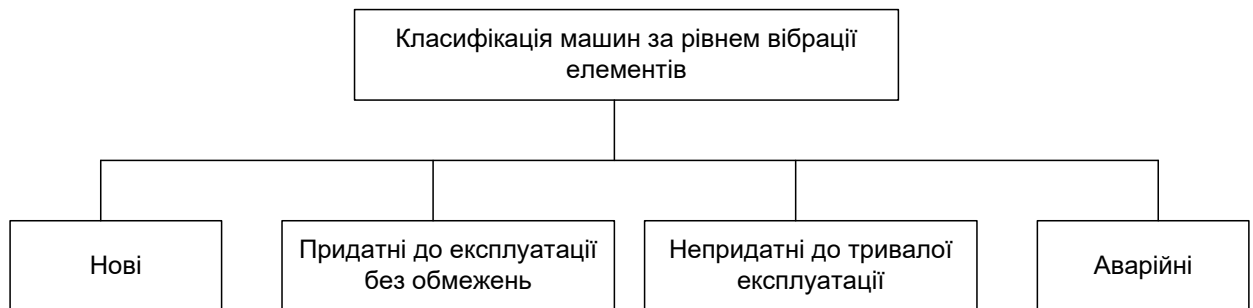 Класифікація машин за рівнем вібрації
елементів
Нові
Придатні до експлуатації
без обмежень
Непридатні до тривалої
експлуатації
Аварійні